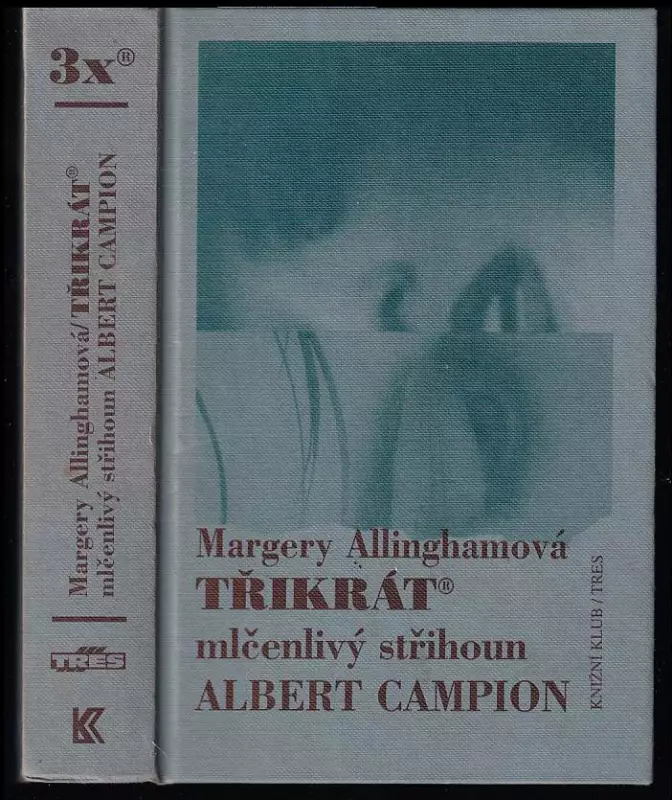 3x®
Margery Allinghamová/TŘIKRÁT®
mlčenlivý střihoun ALBERT CAMPION
TRES
K
Margery Allinghamová
TŘIKRÁT®
mlčenlivý střihoun
ALBERT CAMPION
KNIŽNÍ KLUB / TRES